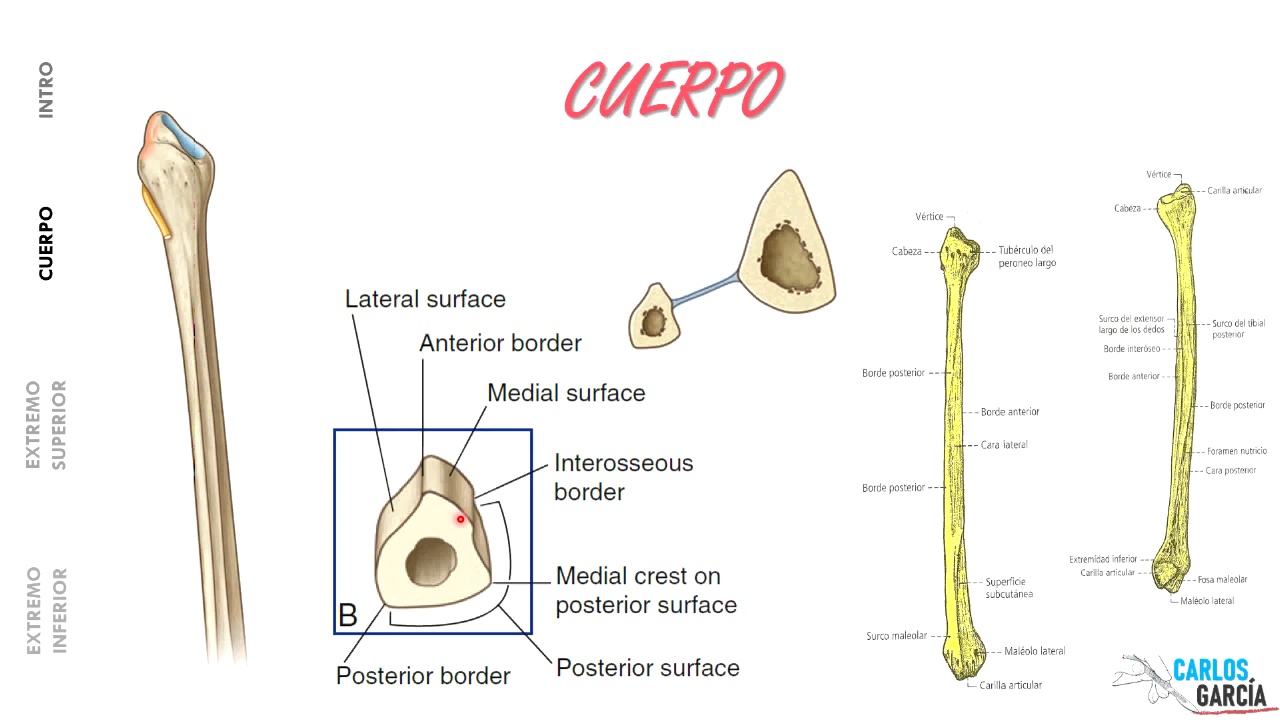 CUERPO
INTRO
CUERPO
EXTREMO
SUPERIOR
EXTREMO
INFERIOR
Lateral surface
Anterior border
Medial surface
Interosseous
border
Medial crest on
posterior surface
Posterior surface
Posterior border
B
Vértice
Cabeza
Tubérculo del
peroneo largo
Borde posterior
Borde anterior
Cara lateral
Borde posterior
Superficie
subcutánea
Surco maleolar
Maléolo lateral
Carilla articular
Vértice
Carilla articular
Cabeza
Surco del extensor
largo de los dedos
Surco del tibial
posterior
Borde interóseo
Borde anterior
Borde posterior
Foramen nutricio
Cara posterior
Extremidad inferior
Carilla articular
Fosa maleolar
Maléolo lateral
CARLOS
GARCÍA